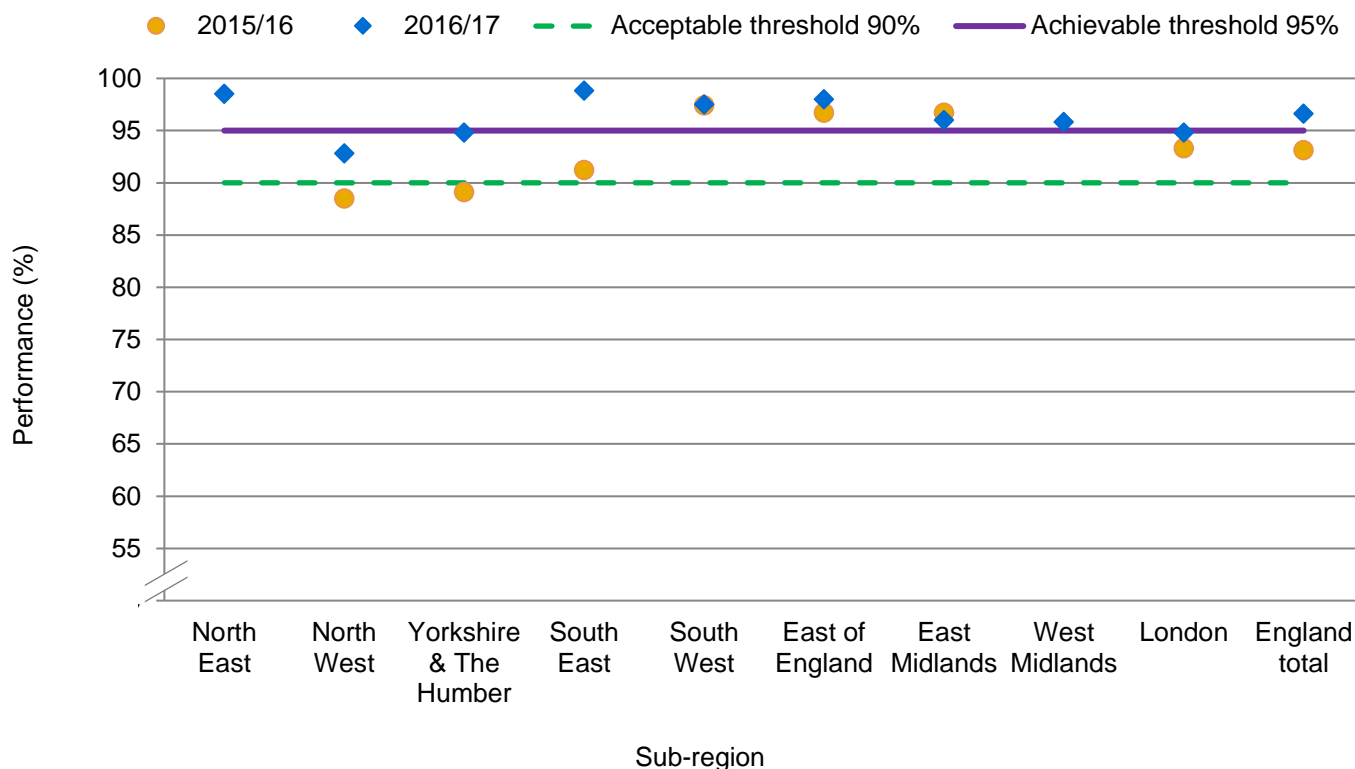 2015/16 2016/17 Acceptable threshold 90% Achievable threshold 95%
100
95
90
85
80
75
70
65
60
55
Performance (%)
North East
North West
Yorkshire & The Humber
South East
South West
East of England
East Midlands
West Midlands
London
England total
Sub-region